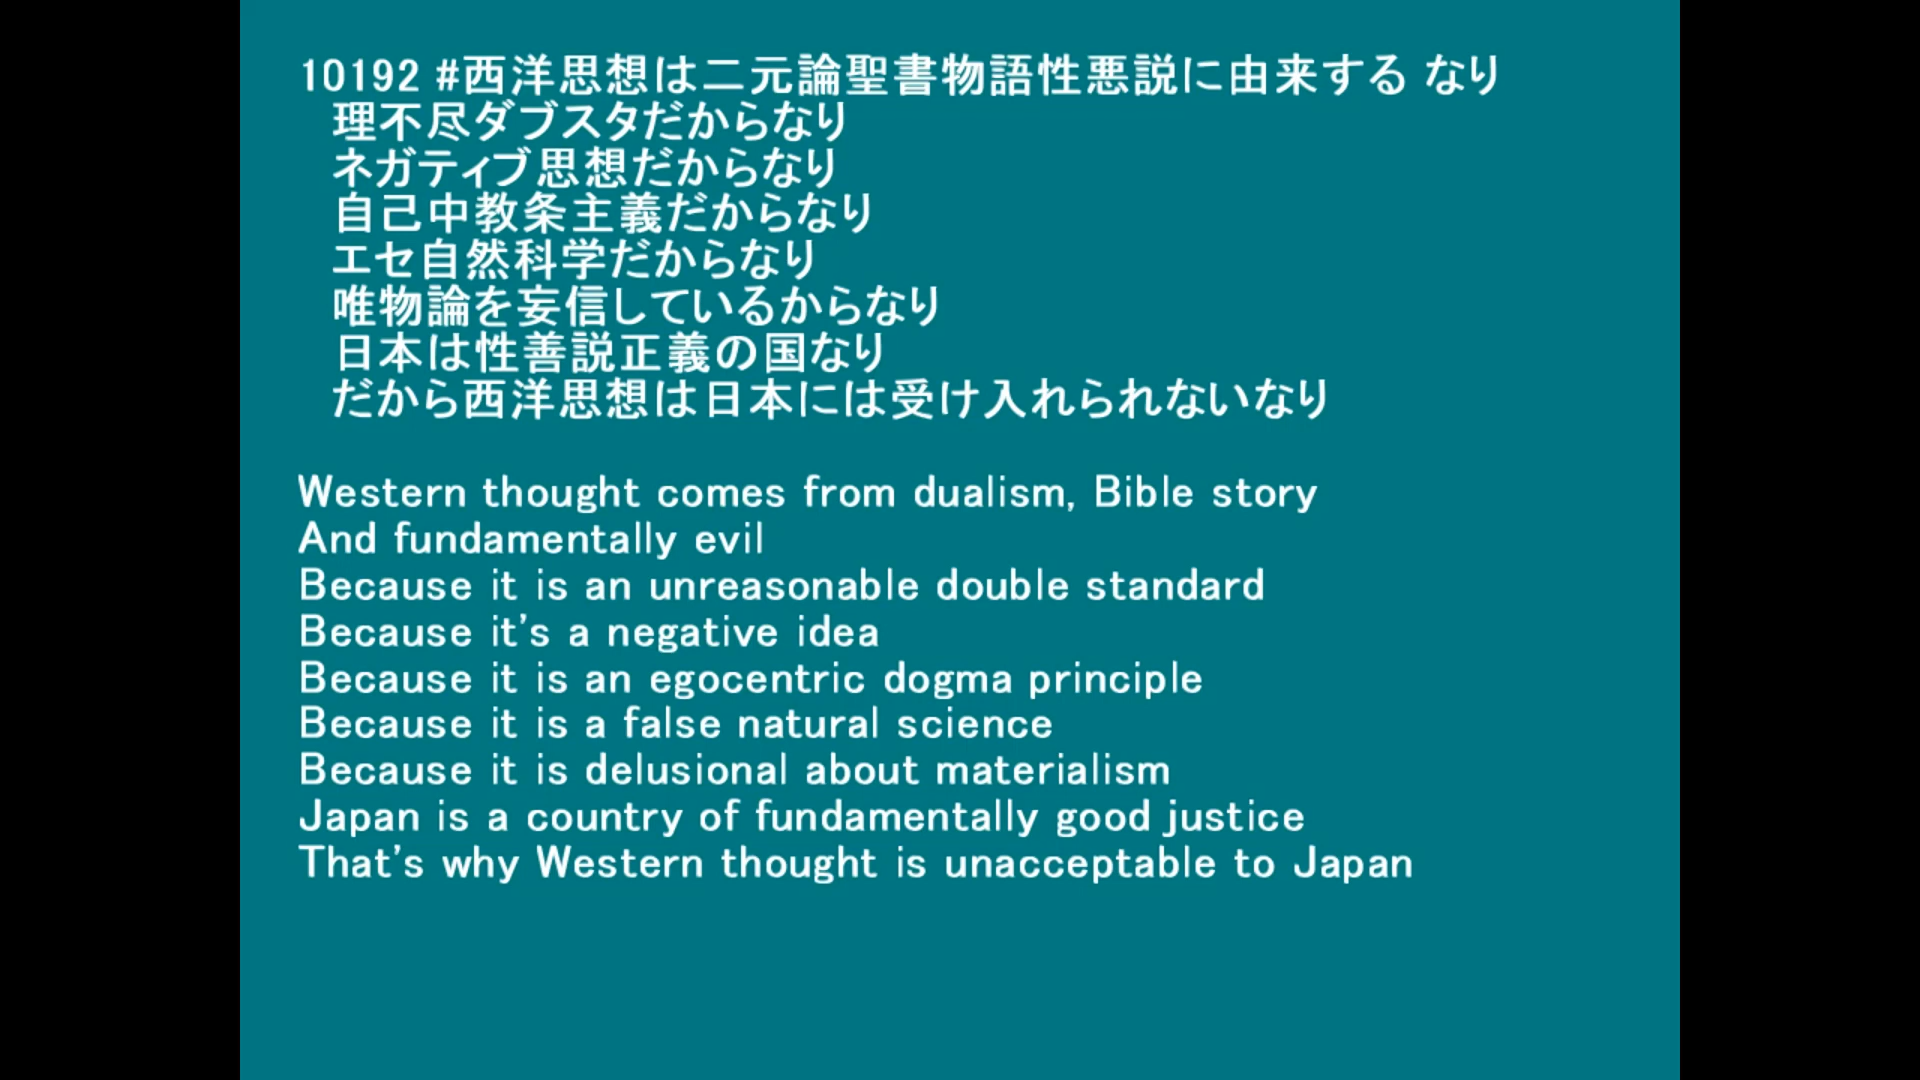 10192 #西洋思想は二元論聖書物語性悪説に由来する なり
理不尽ダブスタだからなり
ネガティブ思想だからなり
自己中教条主義だからなり
エセ自然科学だからなり
唯物論を妄信しているからなり
日本は性善説正義の国なり
だから西洋思想は日本には受け入れられないなり
Western thought comes from dualism, Bible story
And fundamentally evil
Because it is an unreasonable double standard
Because it's a negative idea
Because it is an egocentric dogma principle
Because it is a false natural science
Because it is delusional about materialism
Japan is a country of fundamentally good justice
That's why Western thought is unacceptable to Japan